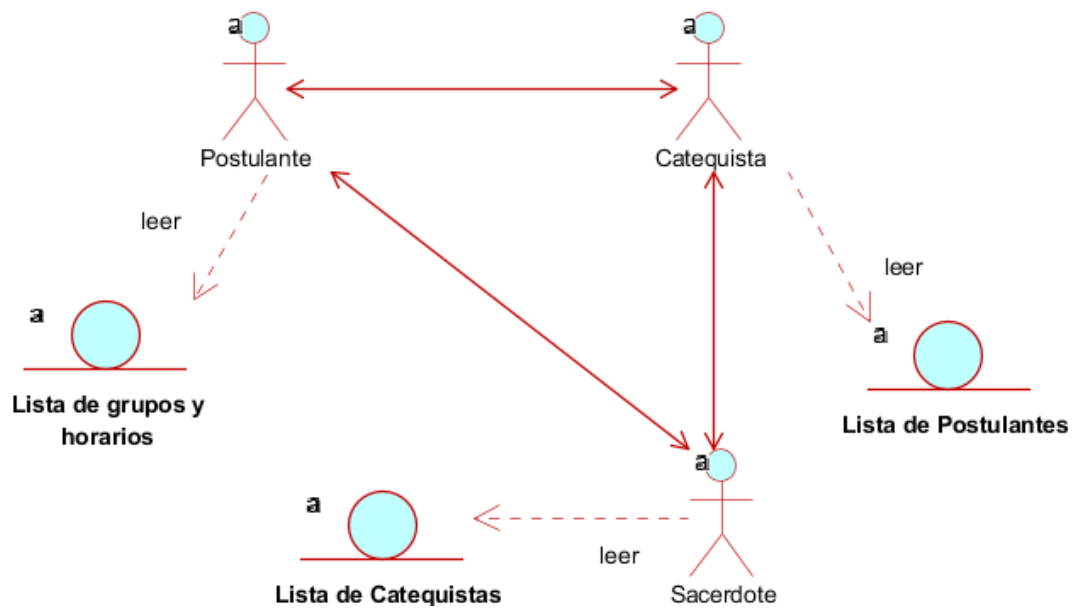 a
a
Postulante
Catequista
leer
leer
a
a
Lista de grupos y
horarios
Lista de Postulantes
a
a
leer
Lista de Catequistas
Sacerdote